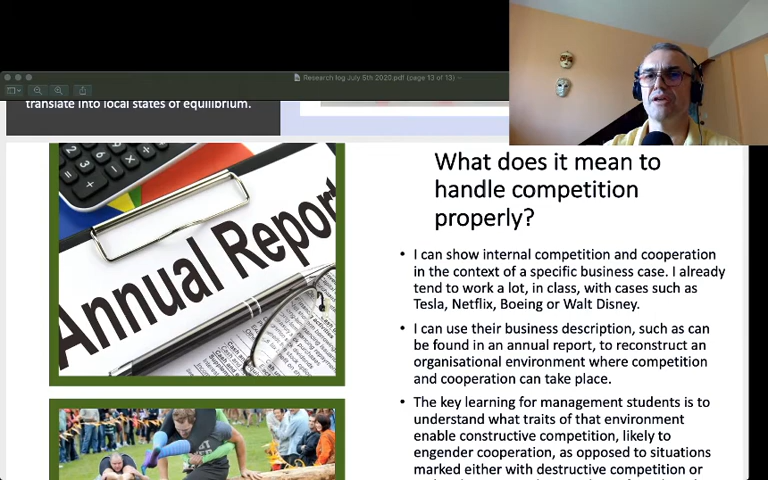 Research log July 5th 2020.pdf (page 13 of 13)
translate into local states of equilibrium.
Annual Report
What does it mean to
handle competition
properly?
• I can show internal competition and cooperation
in the context of a specific business case. I already
tend to work a lot, in class, with cases such as
Tesla, Netflix, Boeing or Walt Disney.
• I can use their business description, such as can
be found in an annual report, to reconstruct an
organisational environment where competition
and cooperation can take place.
• The key learning for management students is to
understand what traits of that environment
enable constructive competition, likely to
engender cooperation, as opposed to situations
marked either with destructive competition or